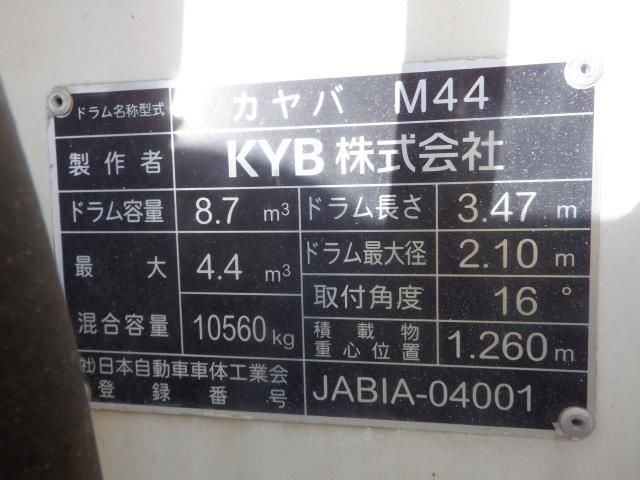 ドラム名称型式 カヤバ M44
製作者 KYB株式会社
ドラム容量 8.7 m³ ドラム長さ 3.47 m
最大 4.4 m³ ドラム最大径 2.10 m
混合容量 10560 kg 取付角度 16°
積載物
重心位置 1.260 m
(社)日本自動車車体工業会
登録番号 JABIA-04001